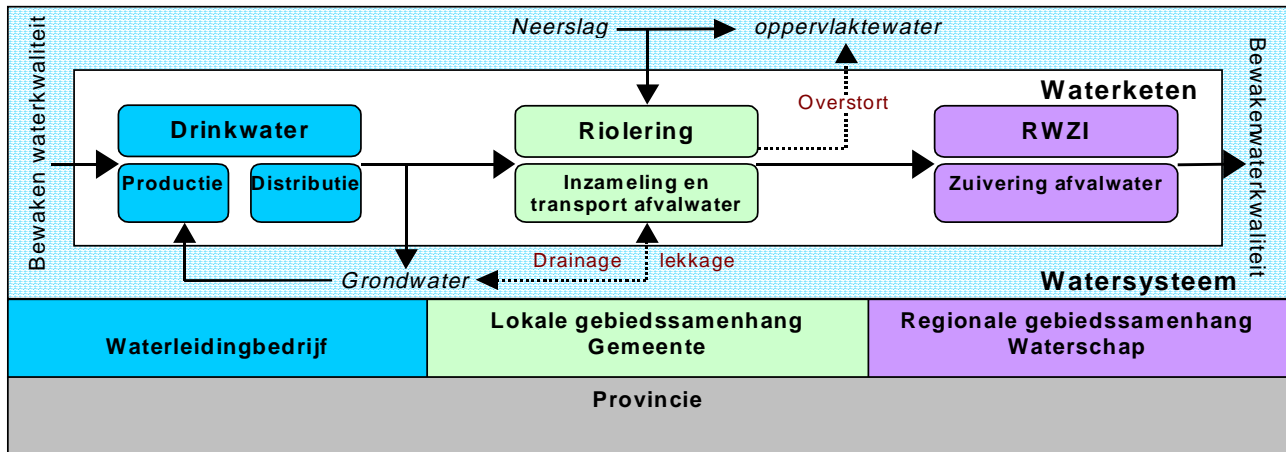 Neerslag
oppervlaktewater
Bewaken waterkwaliteit
Bewakenwaterkwaliteit
Waterketen
Overstort
Drinkwater
Riolering
RWZI
Productie
Distributie
Inzameling en
transport afvalwater
Zuivering afvalwater
Drainage
lekkage
Grondwater
Watersysteem
Waterleidingbedrijf
Lokale gebiedssamenhang
Gemeente
Regionale gebiedssamenhang
Waterschap
Provincie